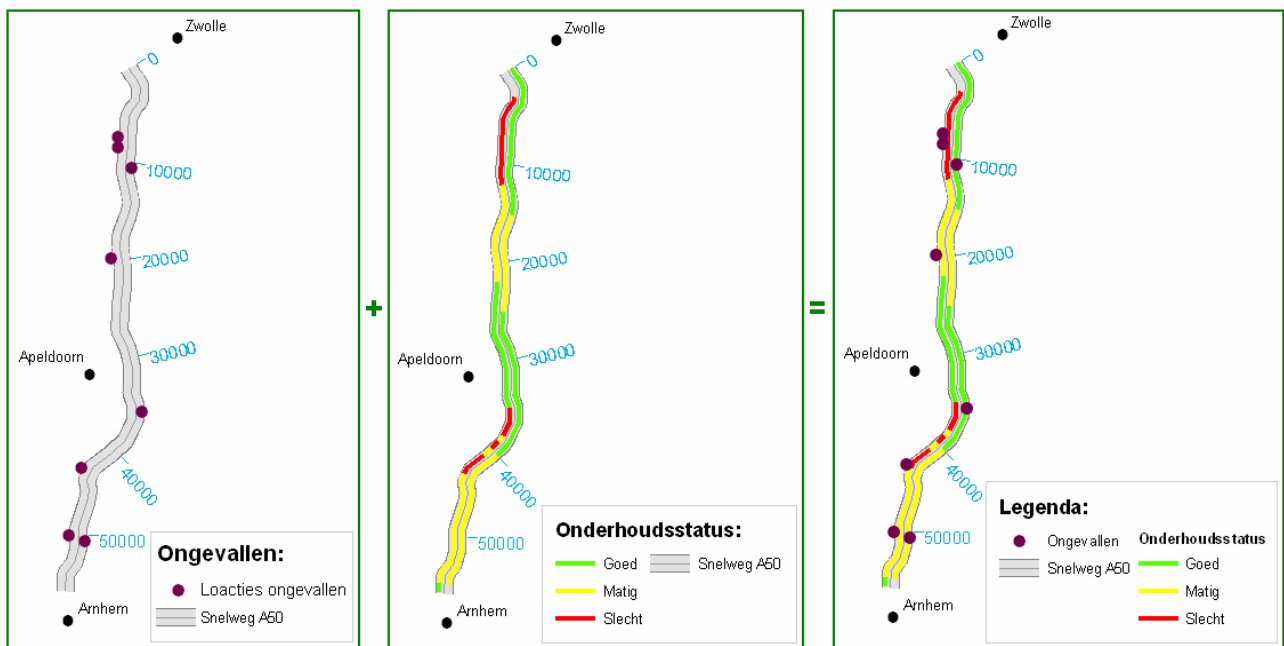 Zwolle
0
10000
20000
30000
Apeldoorn
40000
50000
Arnhem
Ongevallen:
Loacties ongevallen
Snelweg A50
+
Zwolle
0
10000
20000
30000
Apeldoorn
40000
50000
Arnhem
Onderhoudsstatus:
Goed
Snelweg A50
Matig
Slecht
=
Zwolle
0
10000
20000
30000
Apeldoorn
40000
50000
Arnhem
Legenda:
Ongevallen
Snelweg A50
Onderhoudsstatus
Goed
Matig
Slecht